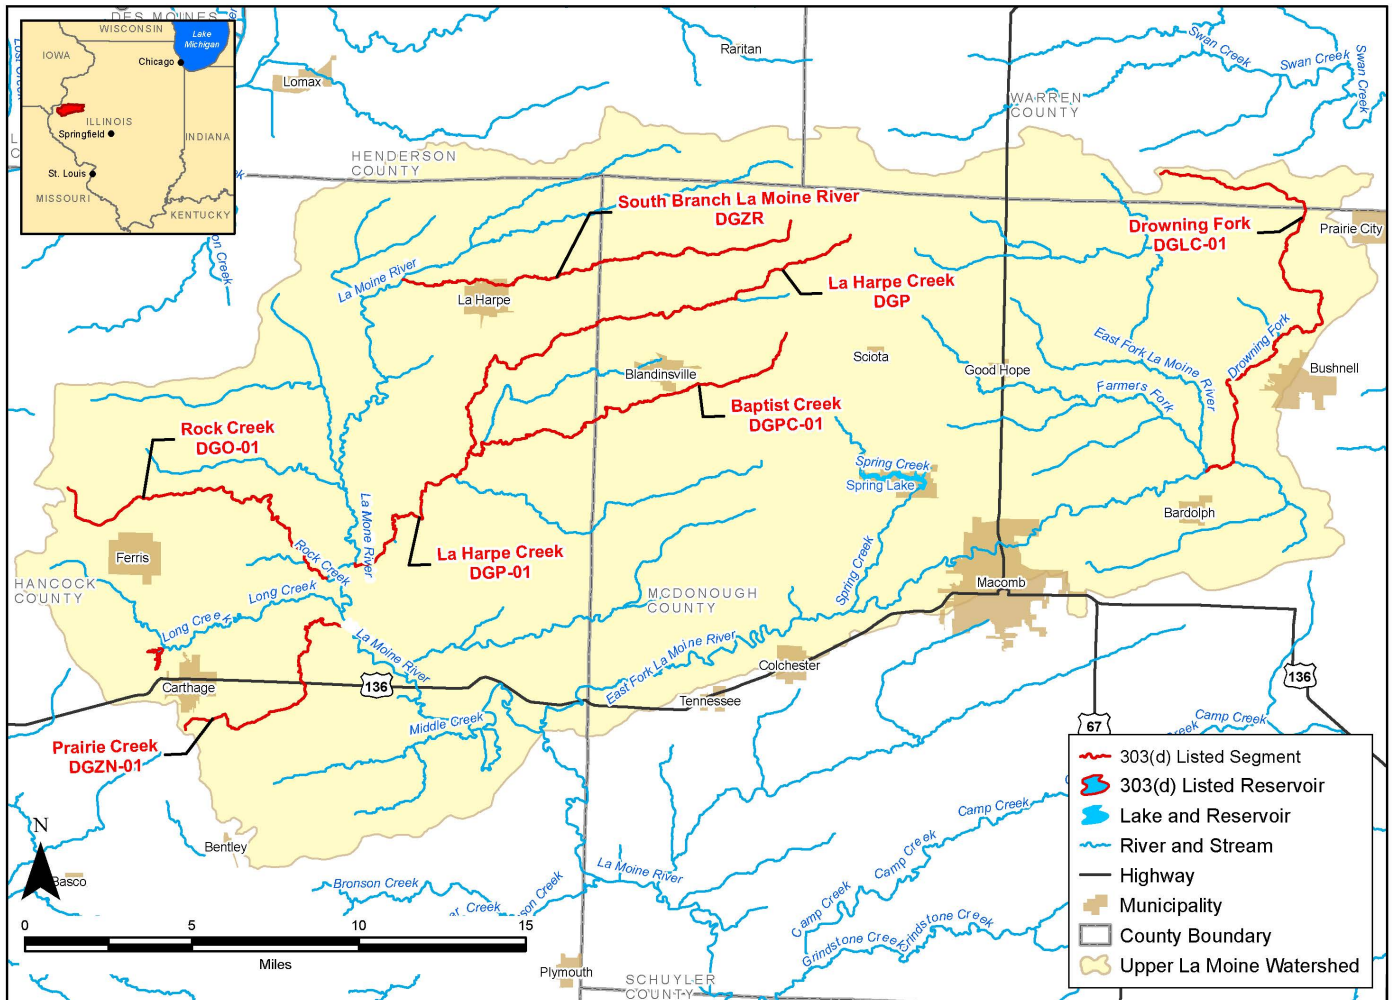 DES MOINES
WISCONSIN
Lake
Michigan
IOWA
Chicago
ILLINOIS
Springfield
INDIANA
St. Louis
MISSOURI
KENTUCKY
Lomax
Raritan
Swan Creek
Swan Creek
Swan Creek
WARREN
COUNTY
HENDERSON
COUNTY
South Branch La Moine River
DGZR
Drowning Fork
DGLC-01
Prairie City
La Moine River
La Harpe
La Harpe Creek
DGP
Sciota
Good Hope
East Fork La Moine River
Drowning Fork
Bushnell
Blandinsville
Farmers Fork
Baptist Creek
DGPC-01
Rock Creek
DGO-01
Spring Creek
Spring Lake
Bardolph
La Moine River
La Harpe Creek
DGP-01
Ferris
Rock Creek
Spring Creek
Macomb
HANCOCK
COUNTY
Long Creek
Long Creek
MCDONOUGH
COUNTY
La Moine River
East Fork La Moine River
Colchester
Tennessee
Carthage
136
136
67
Middle Creek
Camp Creek
Creek
Prairie Creek
DGZN-01
303(d) Listed Segment
303(d) Listed Reservoir
Lake and Reservoir
River and Stream
Highway
Municipality
County Boundary
Upper La Moine Watershed
Camp Creek
Camp Creek
Camp Creek
Grindstone Creek
Grindstone Creek
N
Bentley
Basco
Bronson Creek
La Moine River
son Creek
er Creek
0 5 10 15
Miles
Plymouth
SCHUYLER
COUNTY